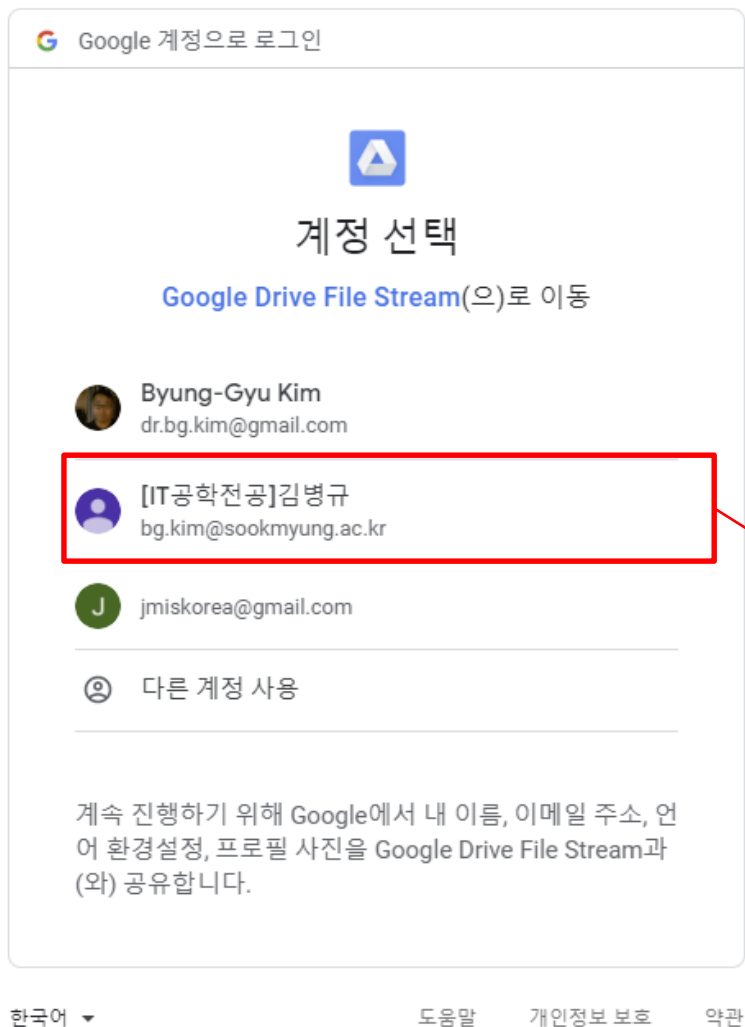 Google 계정으로 로그인
계정 선택
Google Drive File Stream(으)로 이동
Byung-Gyu Kim
dr.bg.kim@gmail.com
[IT공학전공]김병규
bg.kim@sookmyung.ac.kr
J
jmiskorea@gmail.com
다른 계정 사용
계속 진행하기 위해 Google에서 내 이름, 이메일 주소, 언
어 환경설정, 프로필 사진을 Google Drive File Stream과
(와) 공유합니다.
한국어 도움말 개인정보 보호 약관